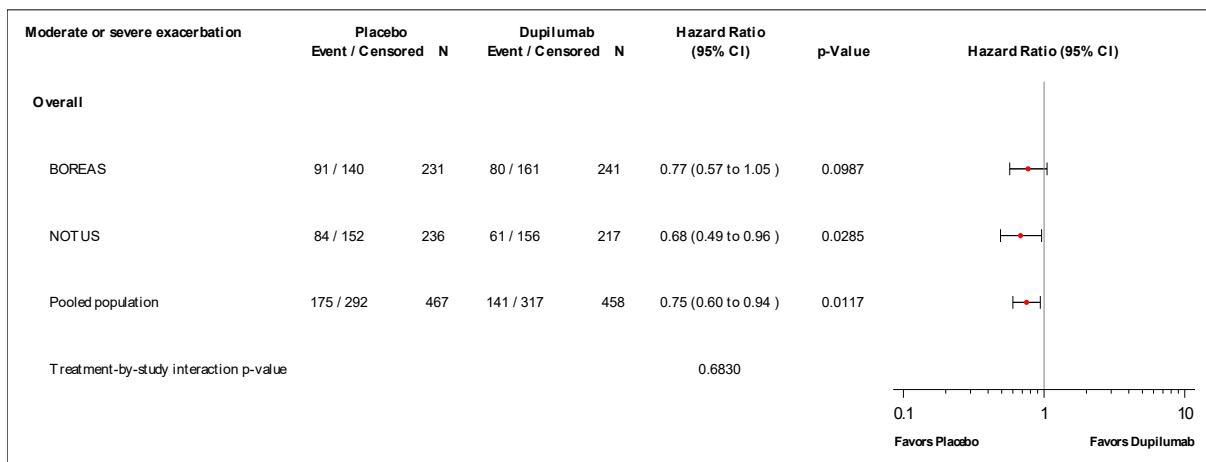 Moderate or severe exacerbation Placebo Dupilumab Hazard Ratio
Event / Censored N Event / Censored N (95% CI) p-Value Hazard Ratio (95% CI)
Overall
BOREAS 91 / 140 231 80 / 161 241 0.77 (0.57 to 1.05 ) 0.0987
NOTUS 84 / 152 236 61 / 156 217 0.68 (0.49 to 0.96 ) 0.0285
Pooled population 175 / 292 467 141 / 317 458 0.75 (0.60 to 0.94 ) 0.0117
Treatment-by-study interaction p-value 0.6830
0.1 1 10
Favors Placebo Favors Dupilumab